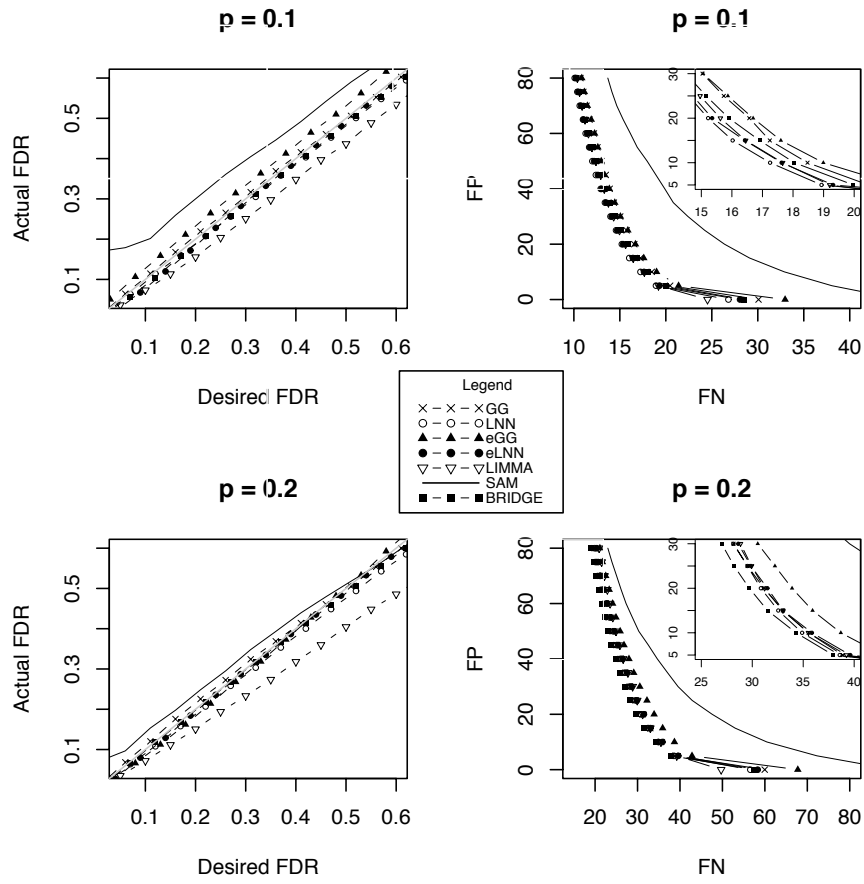 p = 0.1
Actual FDR
0.5
0.3
0.1
0.1 0.2 0.3 0.4 0.5 0.6
Desired FDR
p = 0.1
FP
80
60
40
20
0
10 15 20 25 30 35 40
FN
30
20
10
5
15 16 17 18 19 20
Legend
GG
LNN
eGG
eLNN
LIMMA
SAM
BRIDGE
p = 0.2
Actual FDR
0.5
0.3
0.1
0.1 0.2 0.3 0.4 0.5 0.6
Desired FDR
p = 0.2
FP
80
60
40
20
0
20 30 40 50 60 70 80
FN
30
20
10
5
25 30 35 40